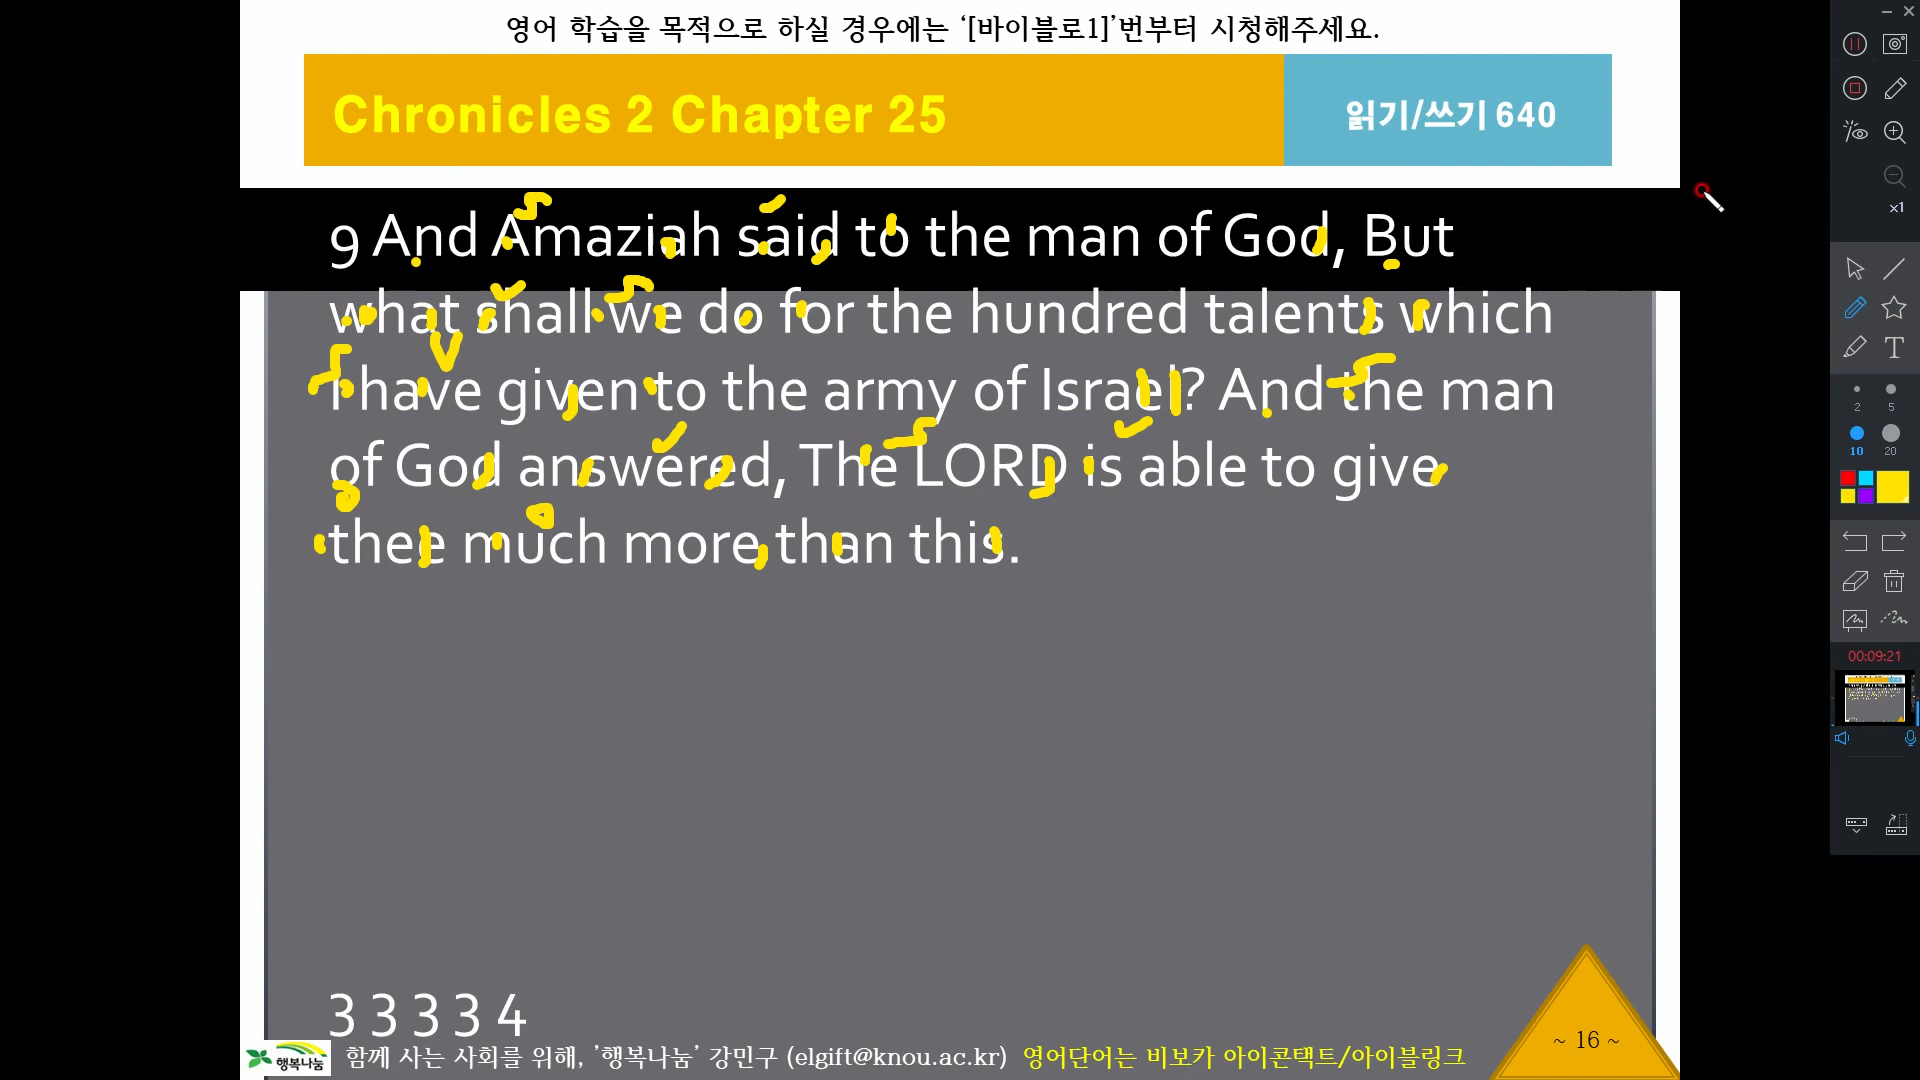 영어 학습을 목적으로 하실 경우에는 ‘[바이블로1]’번부터 시청해주세요.
Chronicles 2 Chapter 25
읽기/쓰기 640
9 And Amaziah said to the man of God, But
what shall we do for the hundred talents which
I have given to the army of Israel? And the man
of God answered, The LORD is able to give
thee much more than this.
3 3 3 3 4
행복나눔
함께 사는 사회를 위해, ’행복나눔’ 강민구 (elgift@knou.ac.kr) 영어단어는 비보카 아이콘택트/아이블링크
~ 16 ~
x1
T
2 5
10 20
00:09:21